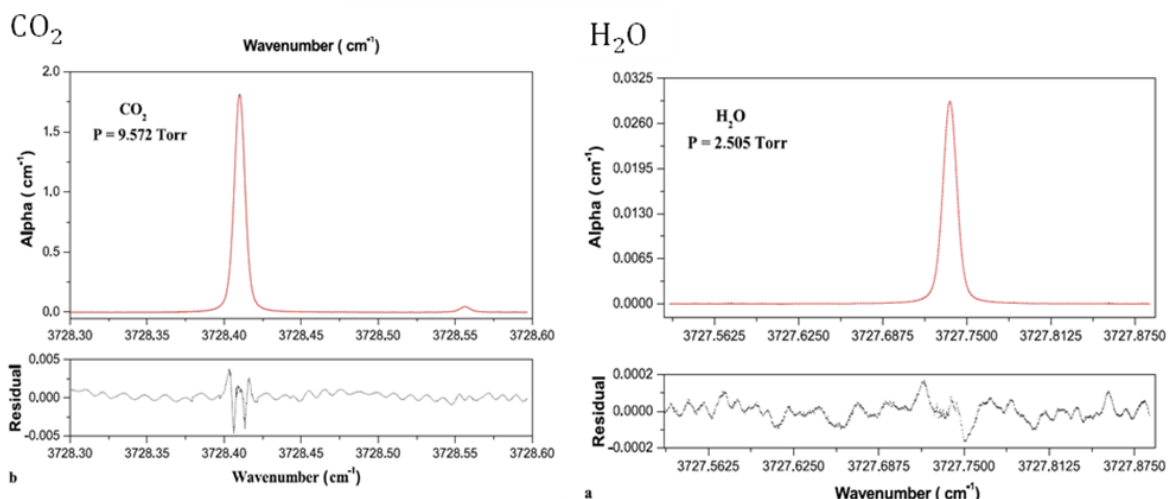 CO₂
Wavenumber ( cm⁻¹)
Alpha ( cm⁻¹)
2.0
1.5
1.0
0.5
0.0
CO₂
P = 9.572 Torr
3728.30 3728.35 3728.40 3728.45 3728.50 3728.55 3728.60
Residual
0.005
0.000
-0.005
3728.30 3728.35 3728.40 3728.45 3728.50 3728.55 3728.60
b
Wavenumber (cm⁻¹)
H₂O
Alpha ( cm⁻¹)
0.0325
0.0260
0.0195
0.0130
0.0065
0.0000
H₂O
P = 2.505 Torr
3727.5625 3727.6250 3727.6875 3727.7500 3727.8125 3727.8750
Residual
0.0002
0.0000
-0.0002
3727.5625 3727.6250 3727.6875 3727.7500 3727.8125 3727.8750
a
Wavenumber ( cm⁻¹)